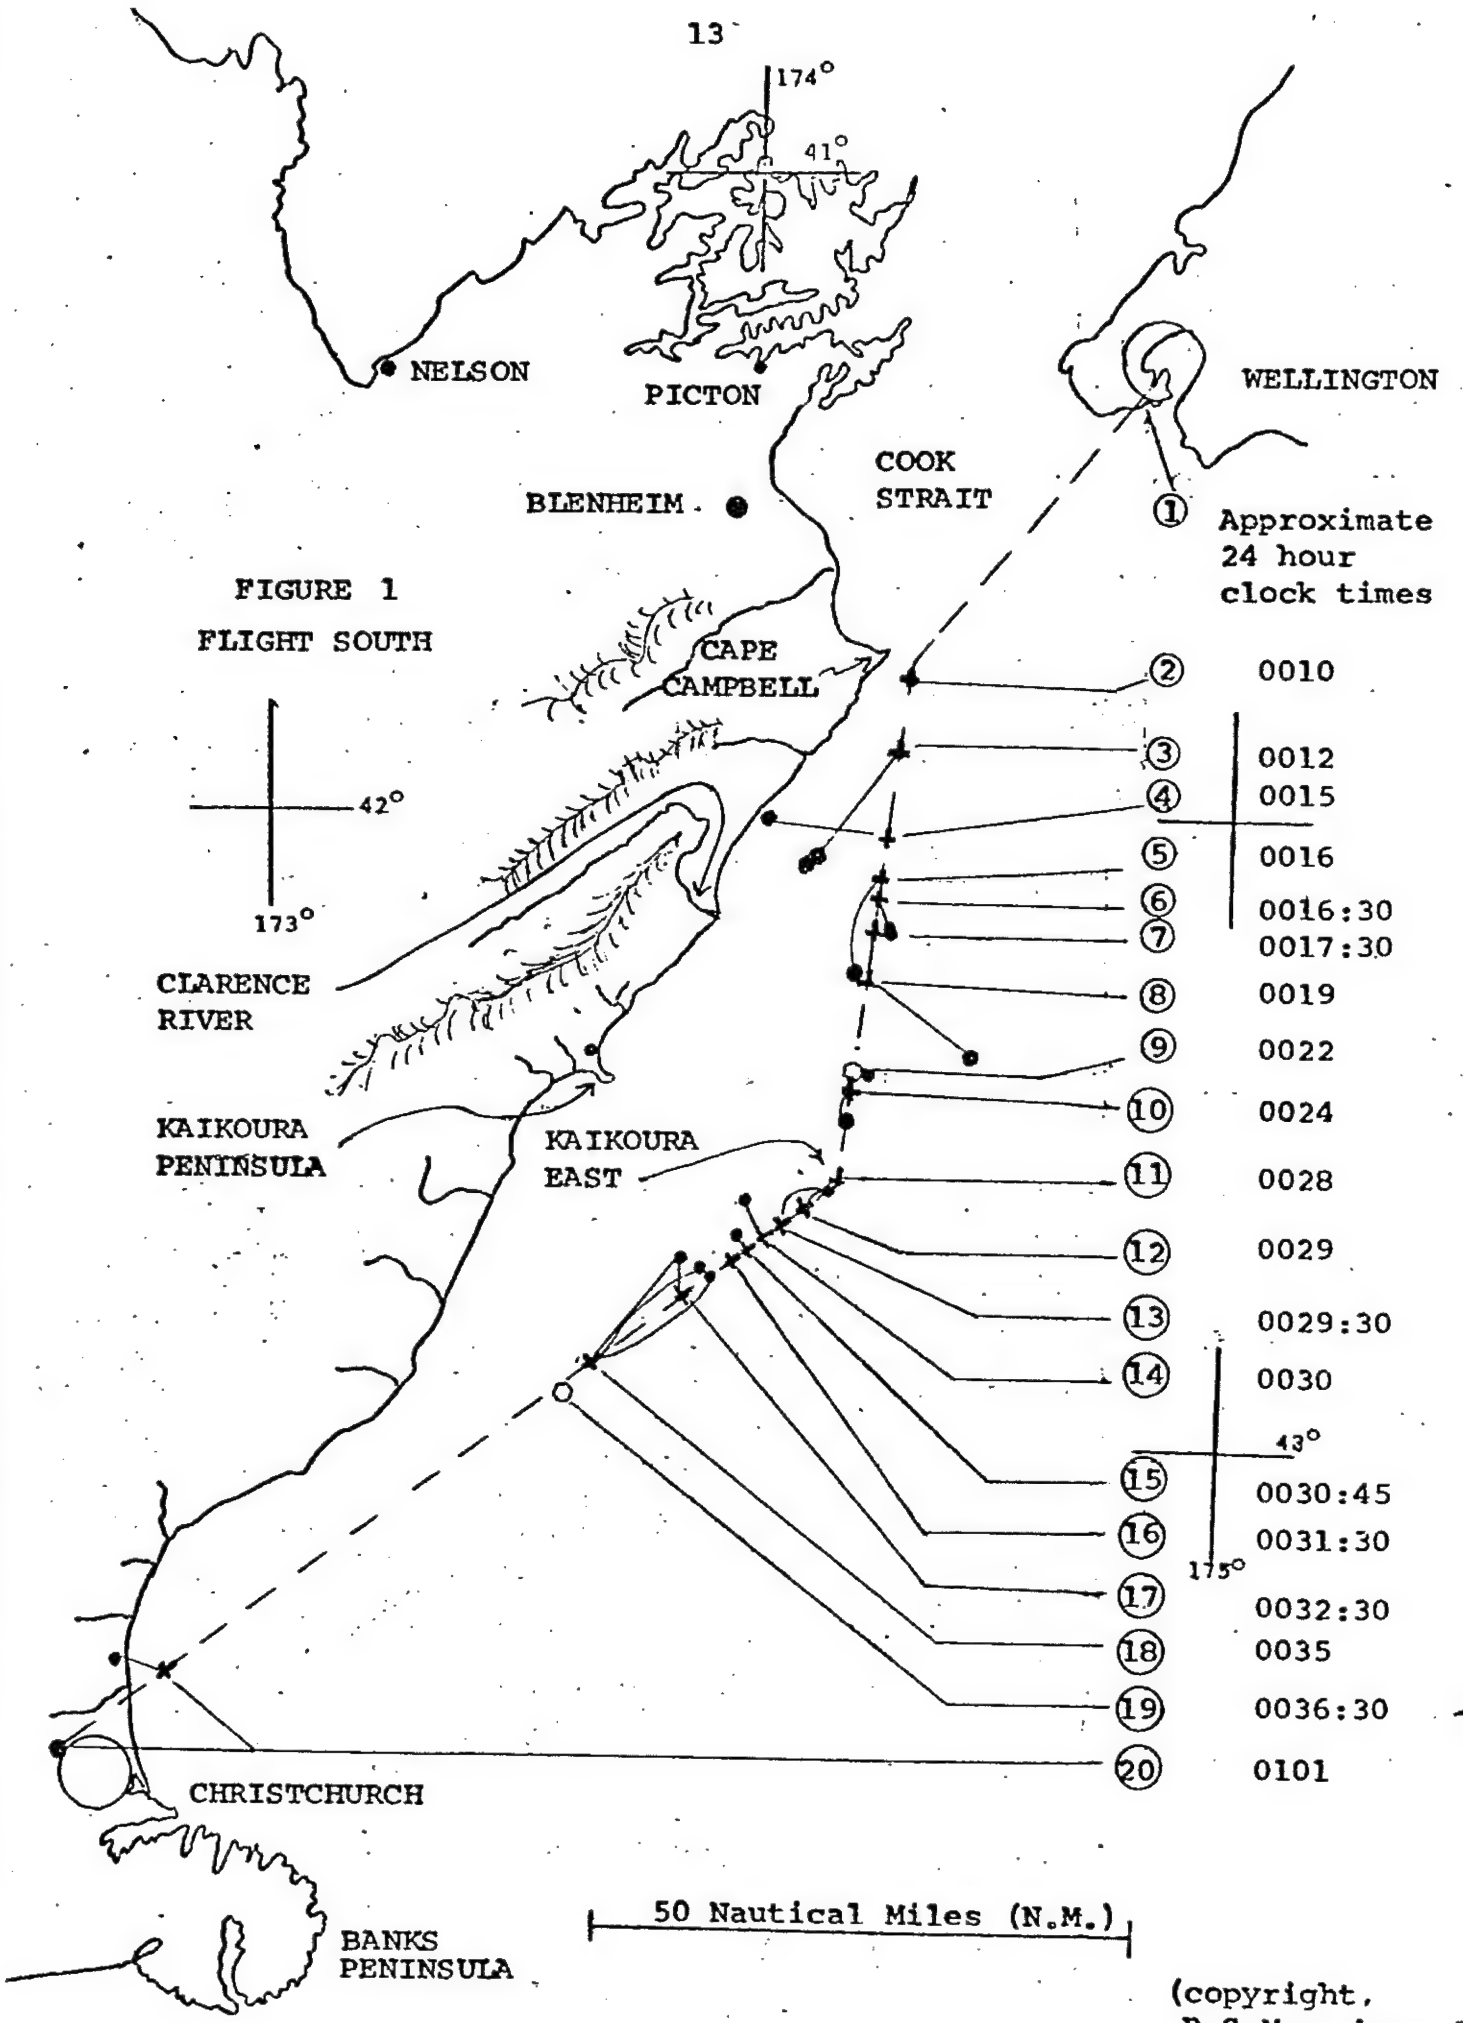 13
174°
41°
NELSON
PICTON
WELLINGTON
COOK
STRAIT
BLENHEIM
① Approximate
24 hour
clock times
FIGURE 1
FLIGHT SOUTH
CAPE
CAMPBELL
② 0010
③ 0012
④ 0015
42°
⑤ 0016
⑥ 0016:30
⑦ 0017:30
173°
CLARENCE
RIVER
⑧ 0019
⑨ 0022
⑩ 0024
KAIKOURA
PENINSULA
KAIKOURA
EAST
⑪ 0028
⑫ 0029
⑬ 0029:30
⑭ 0030
43°
⑮ 0030:45
⑯ 0031:30
175°
⑰ 0032:30
⑱ 0035
⑲ 0036:30
⑳ 0101
CHRISTCHURCH
50 Nautical Miles (N.M.)
BANKS
PENINSULA
(copyright,